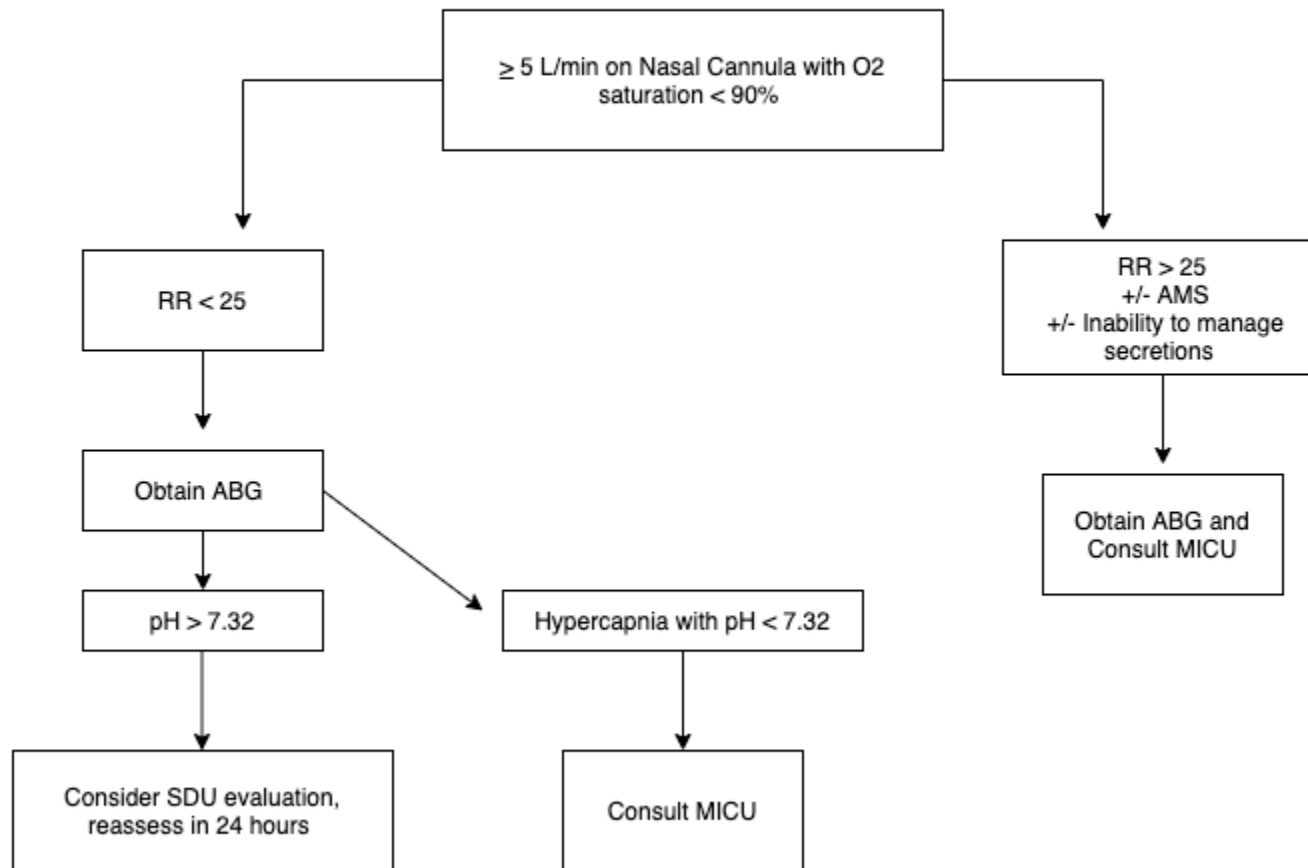 ≥ 5 L/min on Nasal Cannula with O2
saturation < 90%
RR < 25
RR > 25
+/- AMS
+/- Inability to manage
secretions
Obtain ABG
Obtain ABG and
Consult MICU
pH > 7.32
Hypercapnia with pH < 7.32
Consider SDU evaluation,
reassess in 24 hours
Consult MICU